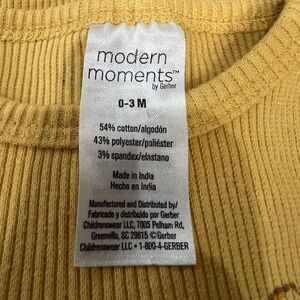 modern
moments™
by Gerber
0-3 M
54% cotton/algodón
43% polyester/poliéster
3% spandex/elastano
Made in India
Hecho en India
Manufactured and Distributed by/
Fabricado y distribuido por Gerber
Childrenswear LLC, 7005 Pelham Rd,
Greenville, SC 29615 ©Gerber
Childrenswear LLC • 1-800-4-GERBER